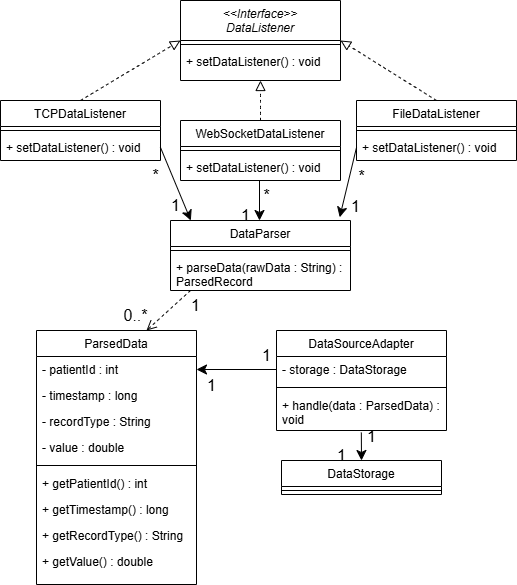 <<Interface>>
DataListener
+ setDataListener() : void
TCPDataListener
+ setDataListener() : void
WebSocketDataListener
+ setDataListener() : void
FileDataListener
+ setDataListener() : void
*
1
*
1
*
1
DataParser
+ parseData(rawData : String) :
ParsedRecord
1
0..*
ParsedData
- patientId : int
- timestamp : long
- recordType : String
- value : double
+ getPatientId() : int
+ getTimestamp() : long
+ getRecordType() : String
+ getValue() : double
1
1
DataSourceAdapter
- storage : DataStorage
+ handle(data : ParsedData) :
void
1
1
DataStorage